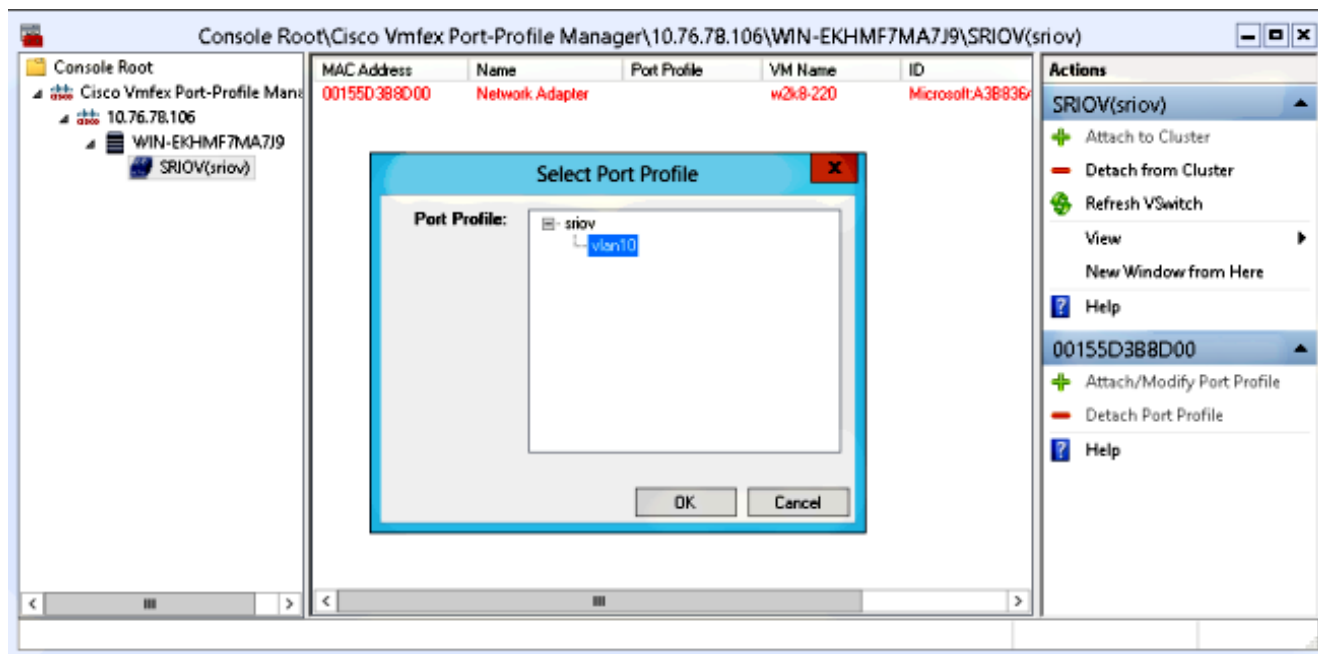 Console Root\Cisco Vmfex Port-Profile Manager\10.76.78.106\WIN-EKHMF7MA7J9\SRIOV(sriov)
Console Root
Cisco Vmfex Port-Profile Mana
10.76.78.106
WIN-EKHMF7MA7J9
SRIOV(sriov)
MAC Address Name Port Profile VM Name ID
00155D3B8D00 Network Adapter w2k8-220 Microsoft:A3B836
Select Port Profile
Port Profile:
sriov
vlan10
OK Cancel
Actions
SRIOV(sriov)
Attach to Cluster
Detach from Cluster
Refresh VSwitch
View
New Window from Here
Help
00155D3B8D00
Attach/Modify Port Profile
Detach Port Profile
Help